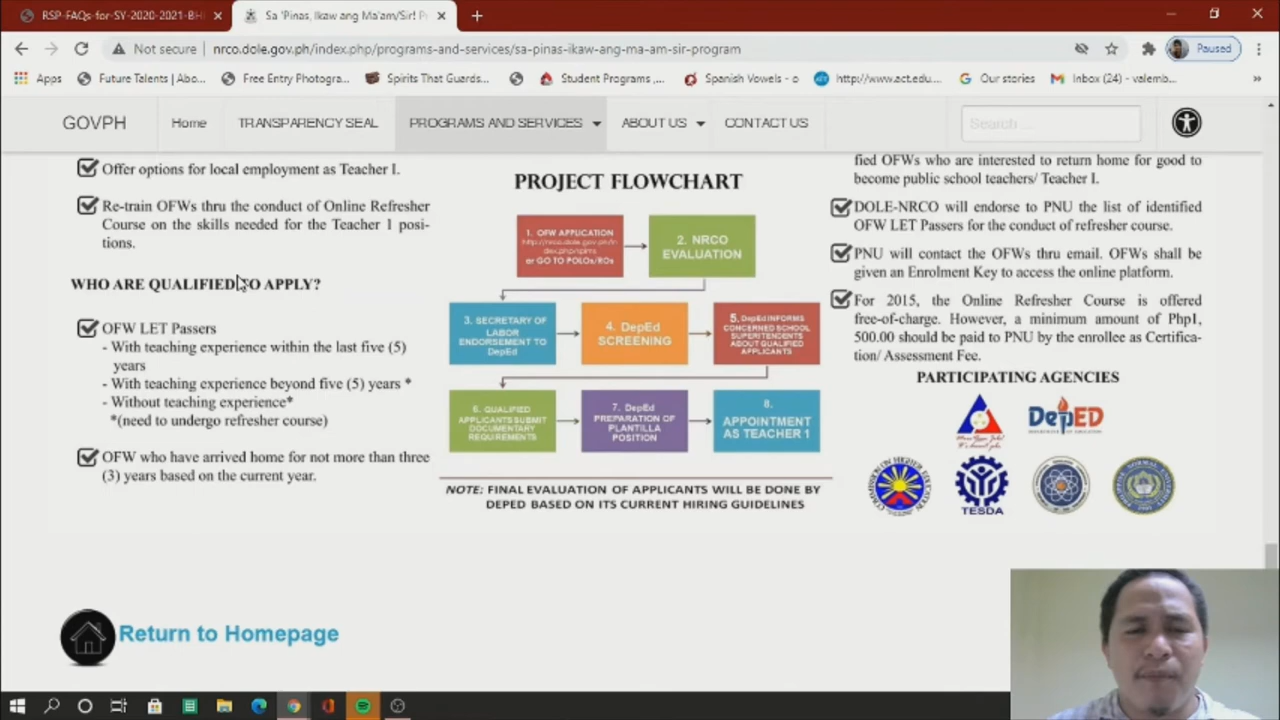 RSP-FAQs-for-SY-2020-2021-BH
Sa 'Pinas, Ikaw ang Ma'am/Sir! P
Not secure
nrco.dole.gov.ph/index.php/programs-and-services/sa-pinas-ikaw-ang-ma-am-sir-program
Paused
Apps
Future Talents | Abo...
Free Entry Photogra...
Spirits That Guards...
Student Programs ,...
Spanish Vowels - o
http://www.act.edu....
Our stories
Inbox (24) - valemb...
»
GOVPH
Home
TRANSPARENCY SEAL
PROGRAMS AND SERVICES
ABOUT US
CONTACT US
Search ...
Offer options for local employment as Teacher I.
Re-train OFWs thru the conduct of Online Refresher
Course on the skills needed for the Teacher 1 posi-
tions.
WHO ARE QUALIFIED TO APPLY?
OFW LET Passers
- With teaching experience within the last five (5)
years
- With teaching experience beyond five (5) years *
- Without teaching experience*
*(need to undergo refresher course)
OFW who have arrived home for not more than three
(3) years based on the current year.
PROJECT FLOWCHART
1. OFW APPLICATION
or GO TO POLOs/ROs
2. NRCO
EVALUATION
3. SECRETARY OF
LABOR
ENDORSEMENT TO
DepEd
4. DepEd
SCREENING
5. DepEd INFORMS
CONCERNED SCHOOL
SUPERITENDENTS
ABOUT QUALIFIED
APPLICANTS
6. QUALIFIED
APPLICANTS SUBMIT
DOCUMENTARY
REQUIREMENTS
7. DepEd
PREPARATION OF
PLANTILLA
POSITION
8.
APPOINTMENT
AS TEACHER 1
NOTE: FINAL EVALUATION OF APPLICANTS WILL BE DONE BY
DEPED BASED ON ITS CURRENT HIRING GUIDELINES
fied OFWs who are interested to return home for good to
become public school teachers/ Teacher I.
DOLE-NRCO will endorse to PNU the list of identified
OFW LET Passers for the conduct of refresher course.
PNU will contact the OFWs thru email. OFWs shall be
given an Enrolment Key to access the online platform.
For 2015, the Online Refresher Course is offered
free-of-charge. However, a minimum amount of Php1,
500.00 should be paid to PNU by the enrollee as Certifica-
tion/ Assessment Fee.
PARTICIPATING AGENCIES
DepED
TESDA
Return to Homepage